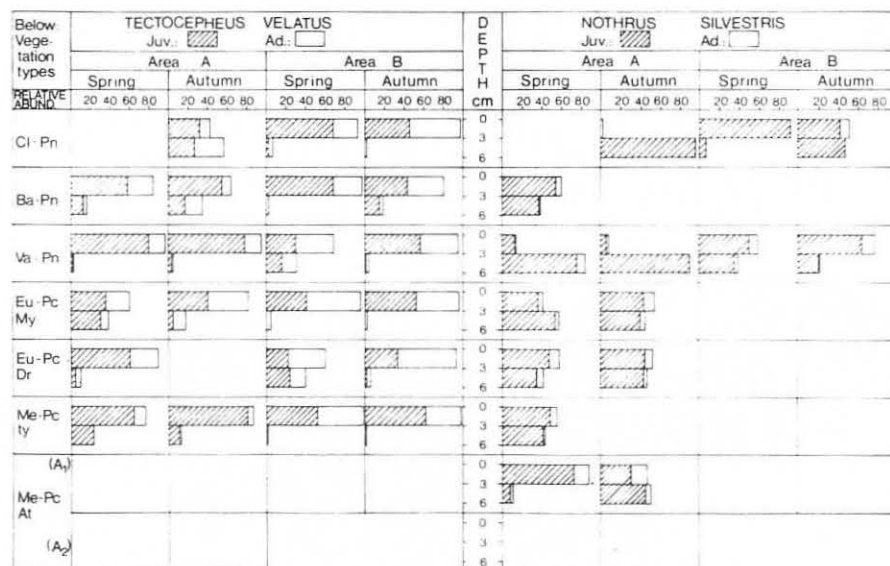 Below: TECTOCEPHEUS VELATUS DEPTH NOTHRUS SILVESTRIS
Vege- Juv.: Ad.: Juv.: Ad.:
tation Area A Area B Area A Area B
types Spring Autumn Spring Autumn cm Spring Autumn Spring Autumn
RELATIVE ABUND. 20 40 60 80 20 40 60 80 20 40 60 80 20 40 60 80 20 40 60 80 20 40 60 80 20 40 60 80 20 40 60 80
0
Cl-Pn 3
6
0
Ba-Pn 3
6
0
Va-Pn 3
6
Eu-Pc 0
My 3
6
Eu-Pc 0
Dr 3
6
Me-Pc 0
ty 3
6
(A₁) 0
Me-Pc 3
At 6
0
3
(A₂) 6